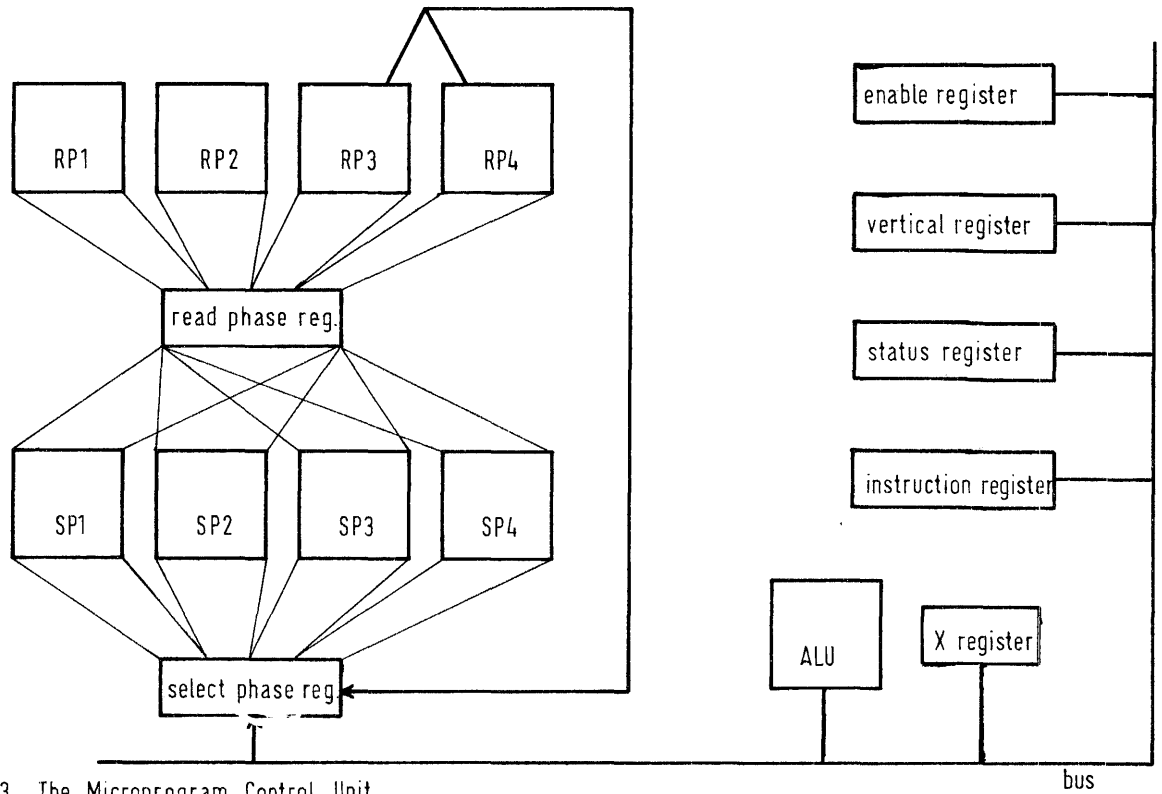 RP1
RP2
RP3
RP4
read phase reg.
SP1
SP2
SP3
SP4
select phase reg.
enable register
vertical register
status register
instruction register
ALU
X register
bus
3 The Microprogram Control Unit